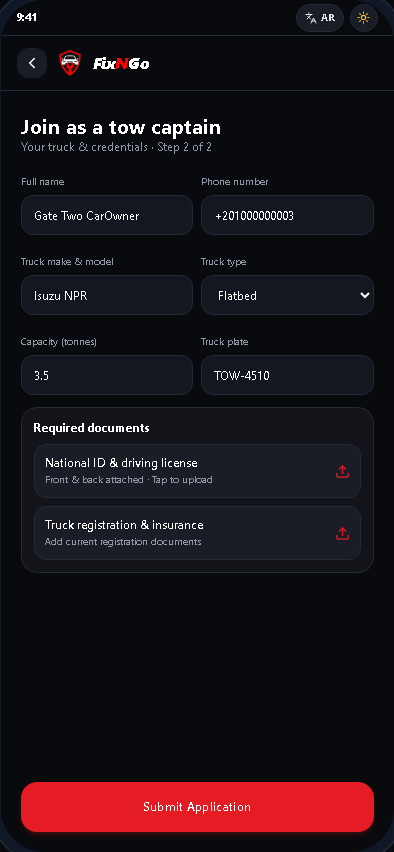 9:41
AR
FixNGo
Join as a tow captain
Your truck & credentials · Step 2 of 2
Full name
Phone number
Gate Two CarOwner
+201000000003
Truck make & model
Truck type
Isuzu NPR
Flatbed
Capacity (tonnes)
Truck plate
3.5
TOW-4510
Required documents
National ID & driving license
Front & back attached · Tap to upload
Truck registration & insurance
Add current registration documents
Submit Application